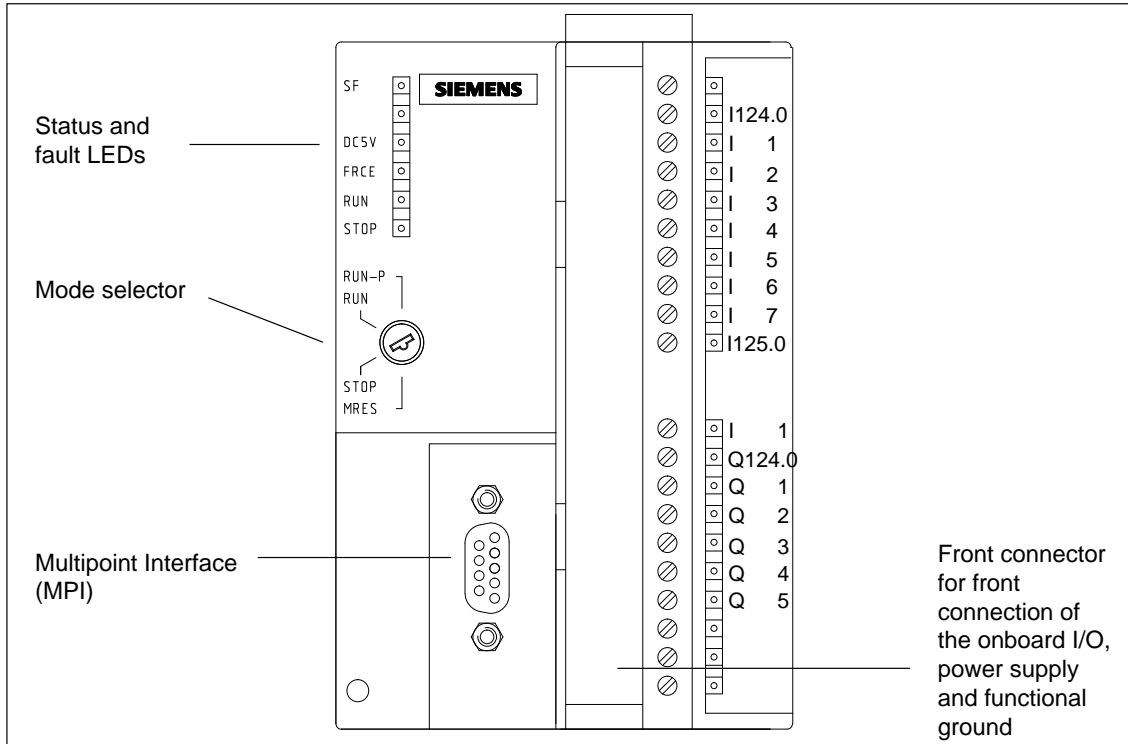 SF
SIEMENS
DC5V
FRCE
RUN
STOP
Status and
fault LEDs
RUN-P
RUN
STOP
MRES
Mode selector
Multipoint Interface
(MPI)
I124.0
I 1
I 2
I 3
I 4
I 5
I 6
I 7
I125.0
I 1
Q124.0
Q 1
Q 2
Q 3
Q 4
Q 5
Front connector
for front
connection of
the onboard I/O,
power supply
and functional
ground